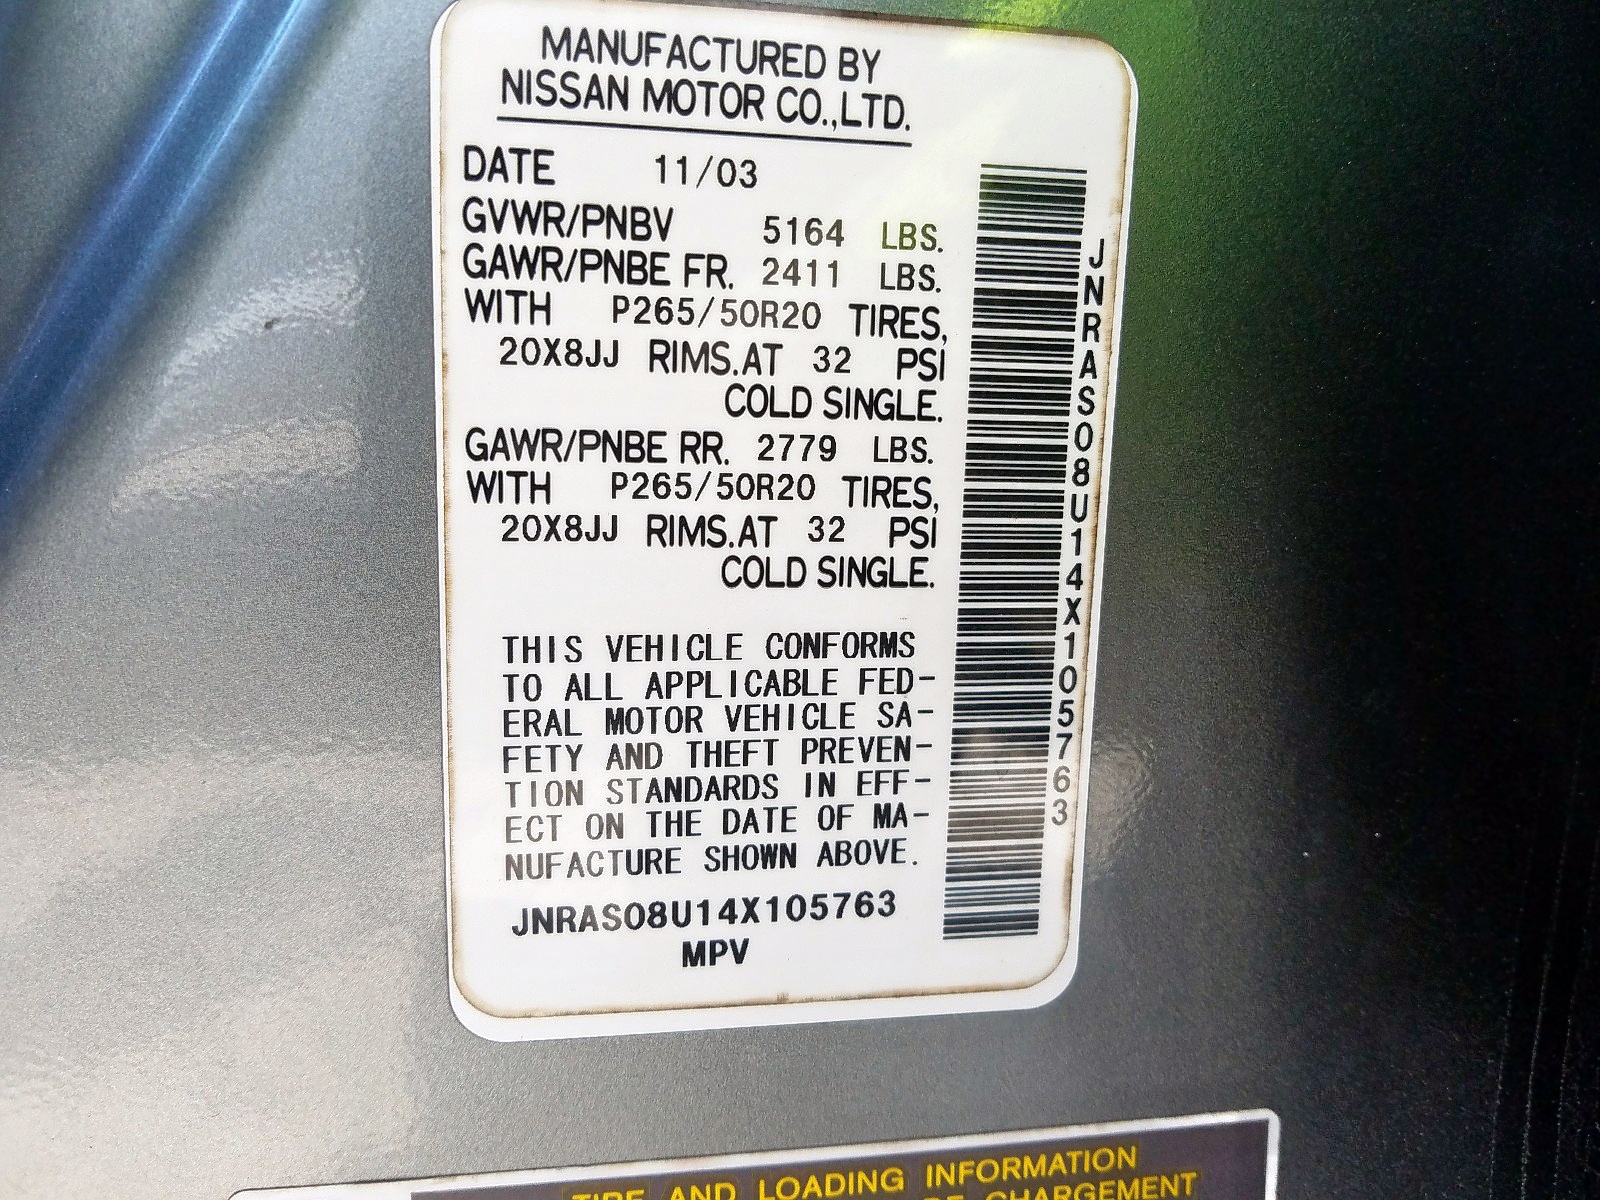 MANUFACTURED BY
NISSAN MOTOR CO.,LTD.
DATE 11/03
GVWR/PNBV 5164 LBS.
GAWR/PNBE FR. 2411 LBS.
WITH P265/50R20 TIRES,
20X8JJ RIMS.AT 32 PSI
COLD SINGLE.
GAWR/PNBE RR. 2779 LBS.
WITH P265/50R20 TIRES,
20X8JJ RIMS.AT 32 PSI
COLD SINGLE.
THIS VEHICLE CONFORMS
TO ALL APPLICABLE FED-
ERAL MOTOR VEHICLE SA-
FETY AND THEFT PREVEN-
TION STANDARDS IN EFF-
ECT ON THE DATE OF MA-
NUFACTURE SHOWN ABOVE.
JNRAS08U14X105763
MPV
JNRAS08U14X105763
TIRE AND LOADING INFORMATION
DE CHARGEMENT